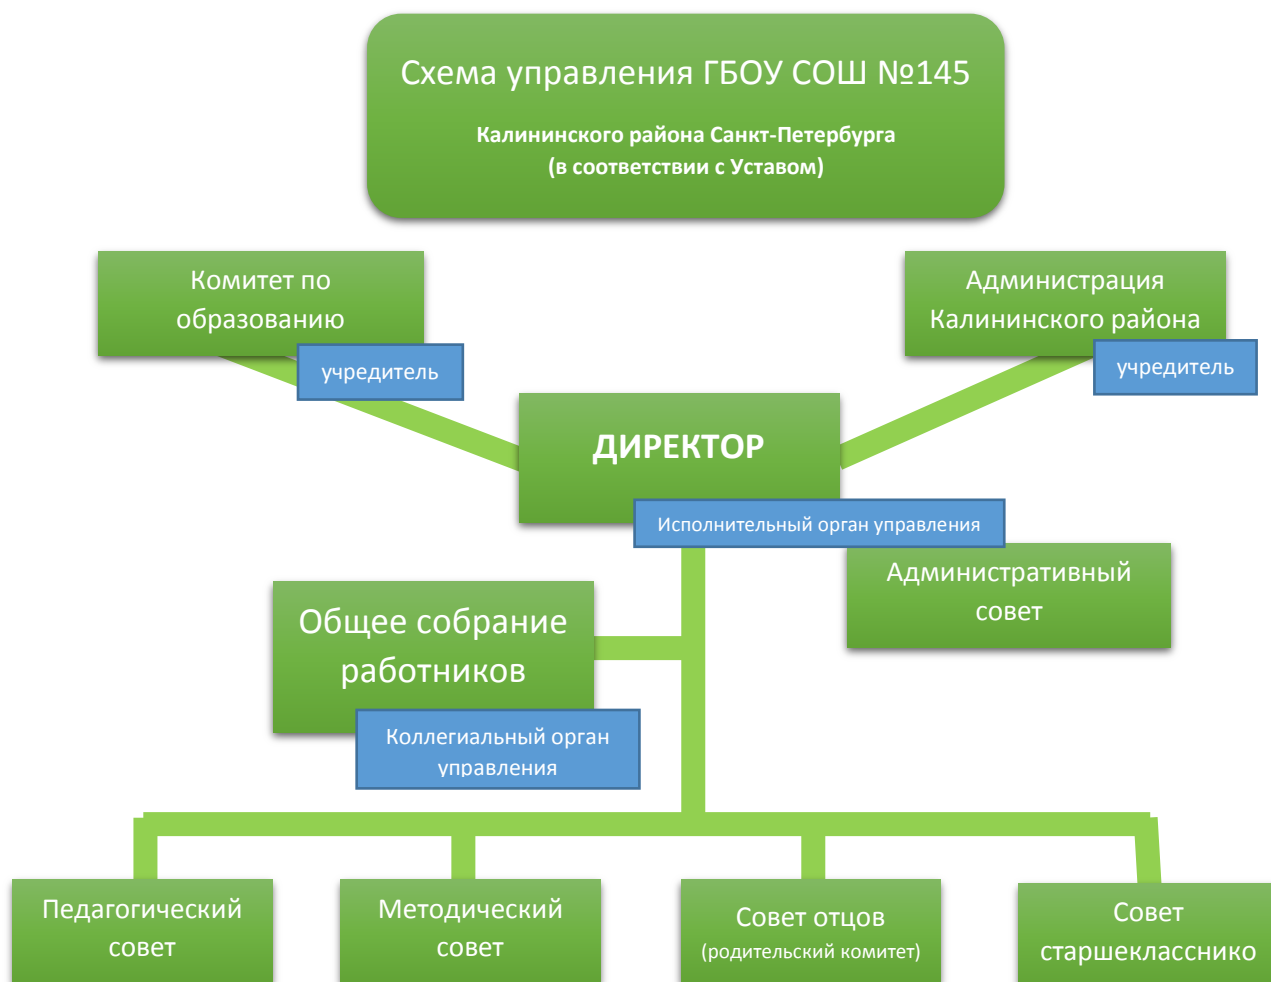 Схема управления ГБОУ СОШ №145
Калининского района Санкт-Петербурга
(в соответствии с Уставом)
Комитет по
образованию
учредитель
Администрация
Калининского района
учредитель
ДИРЕКТОР
Исполнительный орган управления
Административный
совет
Общее собрание
работников
Коллегиальный орган
управления
Педагогический
совет
Методический
совет
Совет отцов
(родительский комитет)
Совет
старшекласснико